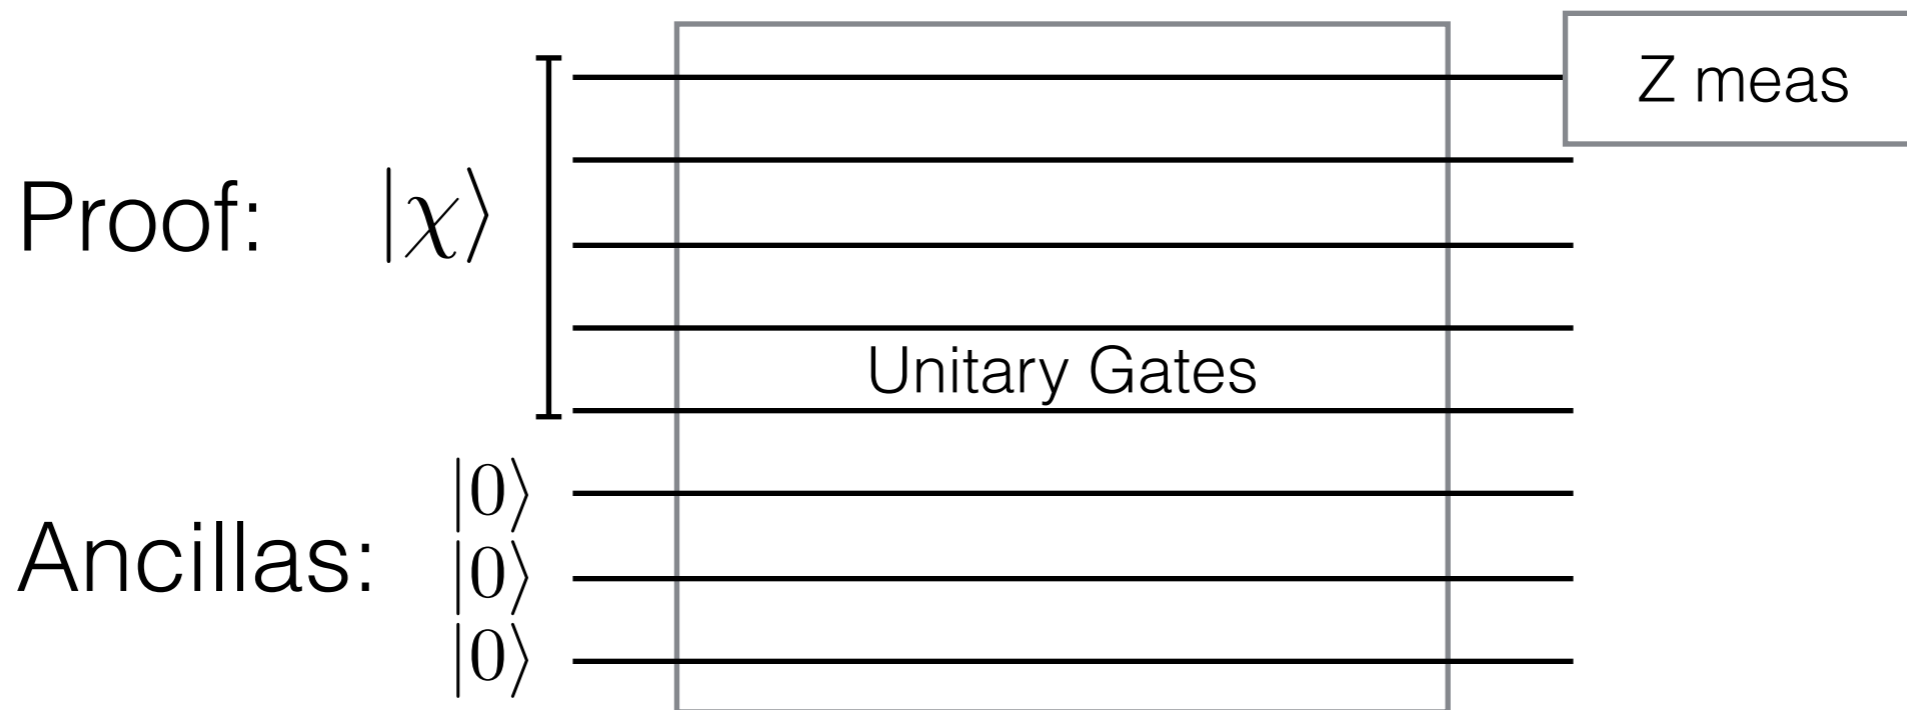 Z meas
Proof: |χ⟩
Unitary Gates
|0⟩
Ancillas: |0⟩
|0⟩